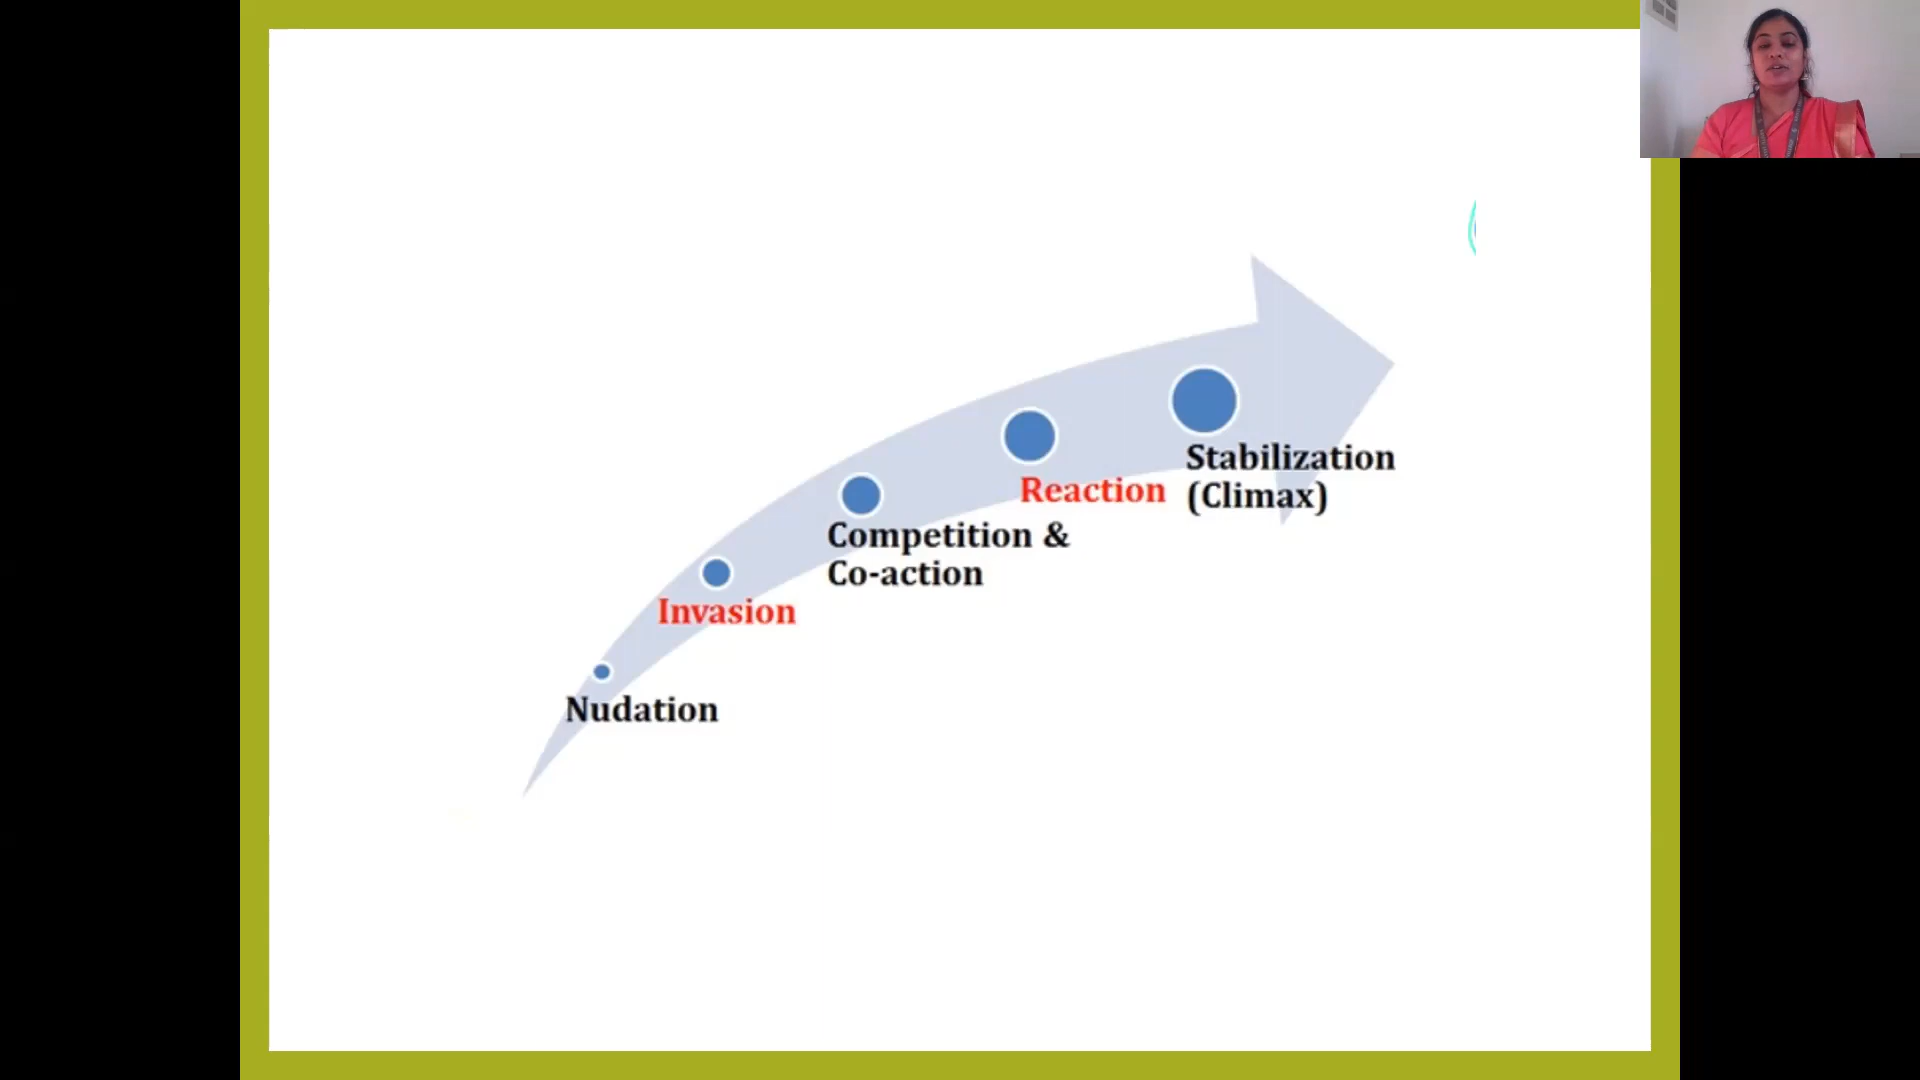 Stabilization
(Climax)
Reaction
Competition &
Co-action
Invasion
Nudation